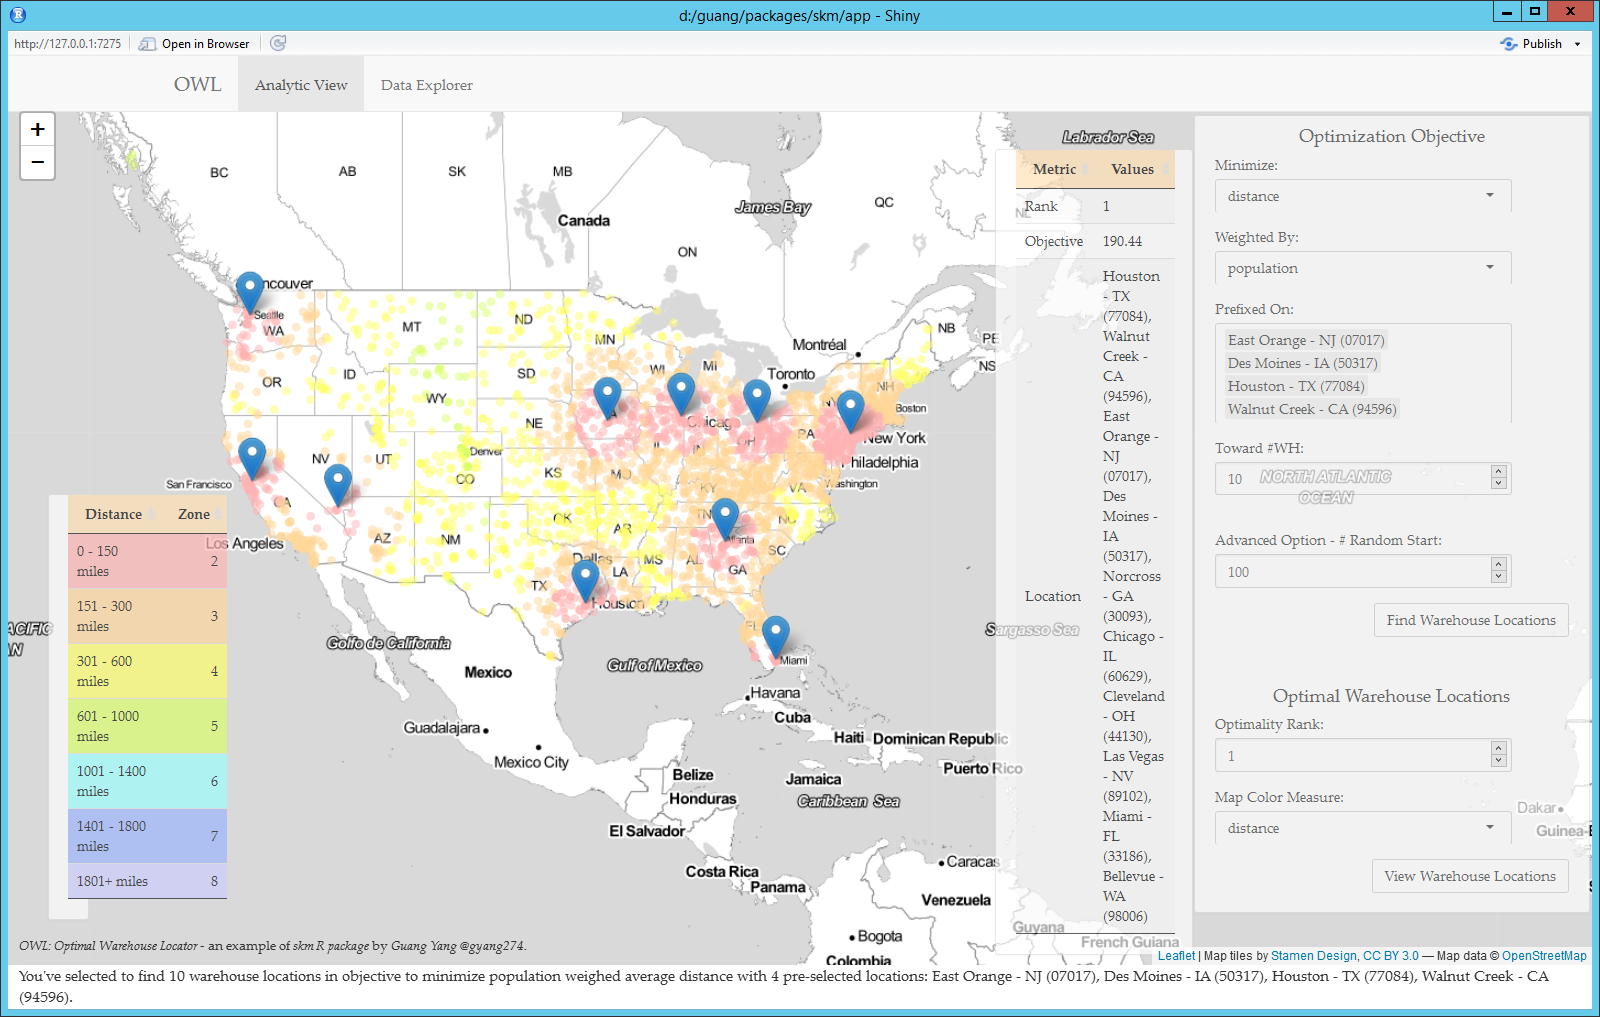 d:/guang/packages/skm/app - Shiny
http://127.0.0.1:7275
Open in Browser
Publish
OWL
Analytic View
Data Explorer
+
−
Labrador Sea
BC
AB
SK
MB
James Bay
QC
Canada
ON
NL
NB
PE
NS
Montréal
Toronto
ncouver
Seattle
WA
MT
ND
MN
WI
MI
OR
ID
SD
WY
NE
NV
UT
Denver
CO
KS
MO
Chicag
OH
PA
NY
NH
Boston
New York
Philadelphia
Washington
San Francisco
CA
Los Angeles
AZ
NM
OK
AR
TN
KY
VA
NC
SC
Atlanta
GA
AL
MS
LA
Dallas
TX
Houston
FL
Miami
IL
IN
Golfo de California
Gulf of Mexico
Sargasso Sea
Mexico
Havana
Cuba
Guadalajara
Mexico City
Haiti
Dominican Republic
Puerto Rico
Jamaica
Belize
Honduras
Caribbean Sea
El Salvador
Costa Rica
Panama
Caracas
Venezuela
Bogota
Colombia
Guyana
French Guiana
NORTH ATLANTIC
OCEAN
Dakar
Guinea-B
ACIFIC
AN
Distance Zone
0 - 150
miles
2
151 - 300
miles
3
301 - 600
miles
4
601 - 1000
miles
5
1001 - 1400
miles
6
1401 - 1800
miles
7
1801+ miles 8
Metric Values
Rank 1
Objective 190.44
Location
Houston
- TX
(77084),
Walnut
Creek -
CA
(94596),
East
Orange -
NJ
(07017),
Des
Moines -
IA
(50317),
Norcross
- GA
(30093),
Chicago -
IL
(60629),
Cleveland
- OH
(44130),
Las Vegas
- NV
(89102),
Miami -
FL
(33186),
Bellevue -
WA
(98006)
Optimization Objective
Minimize:
distance
Weighted By:
population
Prefixed On:
East Orange - NJ (07017)
Des Moines - IA (50317)
Houston - TX (77084)
Walnut Creek - CA (94596)
Toward #WH:
10
Advanced Option - # Random Start:
100
Find Warehouse Locations
Optimal Warehouse Locations
Optimality Rank:
1
Map Color Measure:
distance
View Warehouse Locations
OWL: Optimal Warehouse Locator - an example of skm R package by Guang Yang @gyang274.
Leaflet | Map tiles by Stamen Design, CC BY 3.0 — Map data © OpenStreetMap
You've selected to find 10 warehouse locations in objective to minimize population weighed average distance with 4 pre-selected locations: East Orange - NJ (07017), Des Moines - IA (50317), Houston - TX (77084), Walnut Creek - CA
(94596).